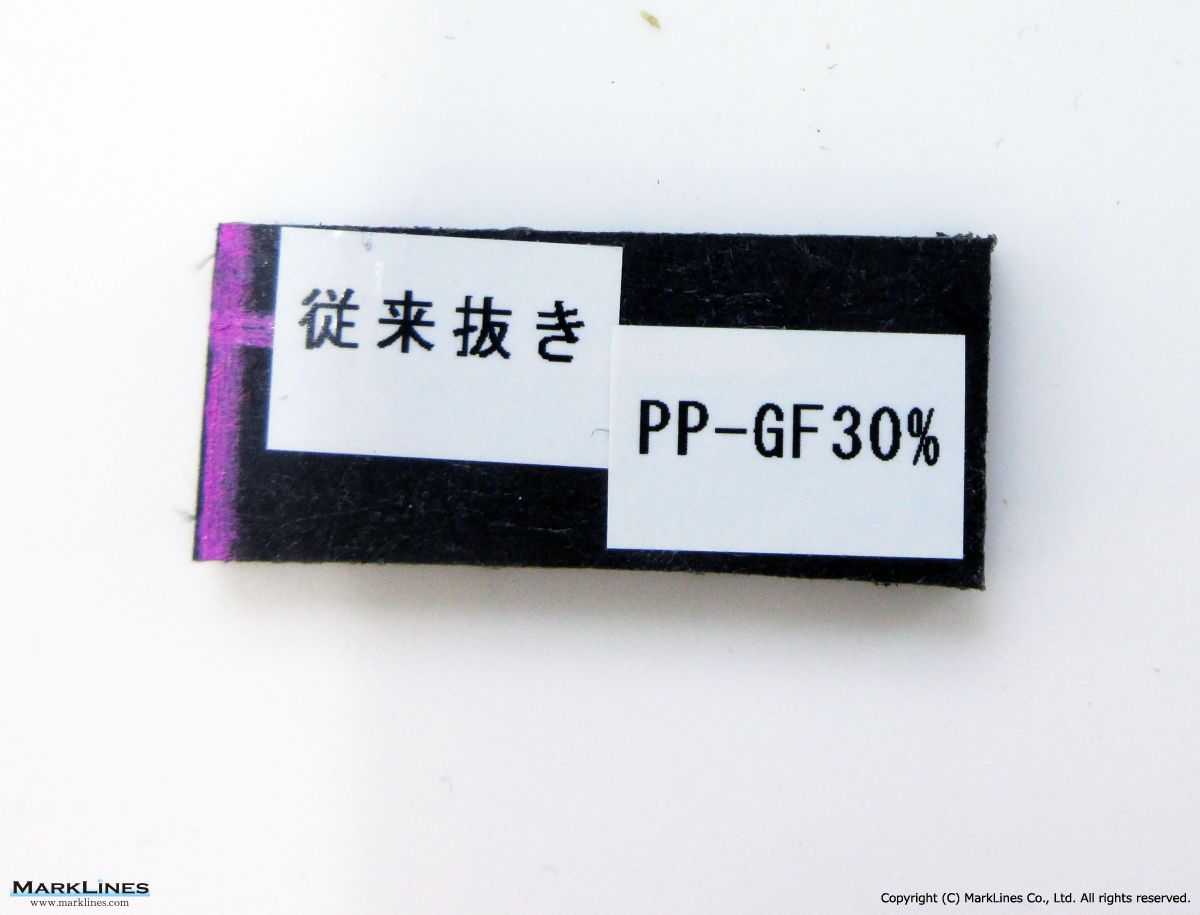 従来抜き
PP-GF30%
MARKLINES
www.marklines.com
Copyright (C) MarkLines Co., Ltd. All rights reserved.